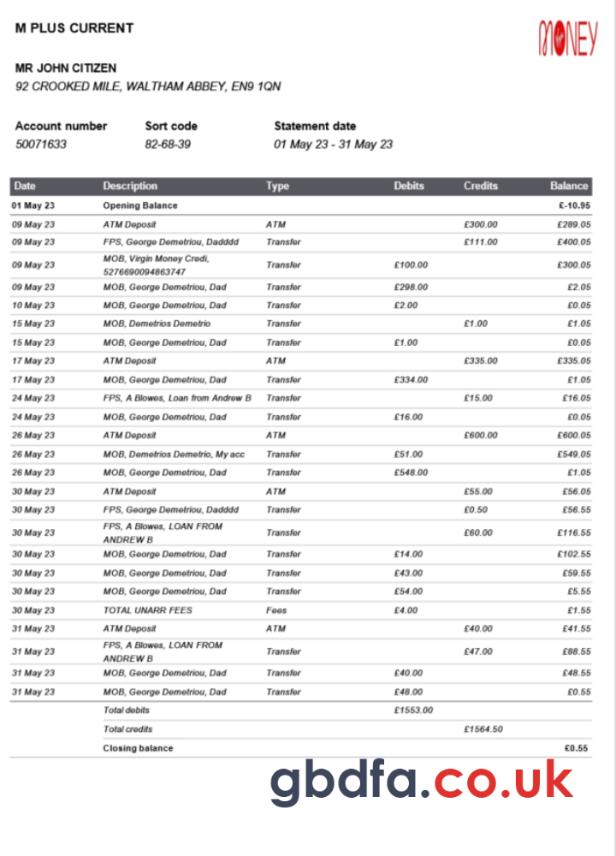 M PLUS CURRENT
MONEY
MR JOHN CITIZEN
92 CROOKED MILE, WALTHAM ABBEY, EN9 1QN
Account number Sort code Statement date
50071633 82-68-39 01 May 23 - 31 May 23
Date Description Type Debits Credits Balance
01 May 23 Opening Balance £-10.95
09 May 23 ATM Deposit ATM £300.00 £289.05
09 May 23 FPS, George Demetriou, Dadddd Transfer £111.00 £400.05
09 May 23 MOB, Virgin Money Credi, Transfer £100.00 £300.05
5276690094863747
09 May 23 MOB, George Demetriou, Dad Transfer £298.00 £2.05
10 May 23 MOB, George Demetriou, Dad Transfer £2.00 £0.05
15 May 23 MOB, Demetrios Demetrio Transfer £1.00 £1.05
15 May 23 MOB, George Demetriou, Dad Transfer £1.00 £0.05
17 May 23 ATM Deposit ATM £335.00 £335.05
17 May 23 MOB, George Demetriou, Dad Transfer £334.00 £1.05
24 May 23 FPS, A Blowes, Loan from Andrew B Transfer £15.00 £16.05
24 May 23 MOB, George Demetriou, Dad Transfer £16.00 £0.05
26 May 23 ATM Deposit ATM £600.00 £600.05
26 May 23 MOB, Demetrios Demetrio, My acc Transfer £51.00 £549.05
26 May 23 MOB, George Demetriou, Dad Transfer £548.00 £1.05
30 May 23 ATM Deposit ATM £55.00 £56.05
30 May 23 FPS, George Demetriou, Dadddd Transfer £0.50 £56.55
30 May 23 FPS, A Blowes, LOAN FROM Transfer £60.00 £116.55
ANDREW B
30 May 23 MOB, George Demetriou, Dad Transfer £14.00 £102.55
30 May 23 MOB, George Demetriou, Dad Transfer £43.00 £59.55
30 May 23 MOB, George Demetriou, Dad Transfer £54.00 £5.55
30 May 23 TOTAL UNARR FEES Fees £4.00 £1.55
31 May 23 ATM Deposit ATM £40.00 £41.55
31 May 23 FPS, A Blowes, LOAN FROM Transfer £47.00 £88.55
ANDREW B
31 May 23 MOB, George Demetriou, Dad Transfer £40.00 £48.55
31 May 23 MOB, George Demetriou, Dad Transfer £48.00 £0.55
Total debits £1553.00
Total credits £1564.50
Closing balance £0.55
gbdfa.co.uk